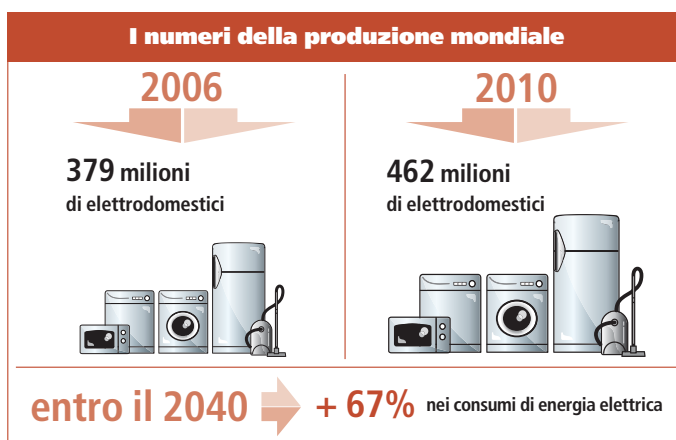 I numeri della produzione mondiale
2006
379 milioni
di elettrodomestici
2010
462 milioni
di elettrodomestici
entro il 2040 + 67% nei consumi di energia elettrica